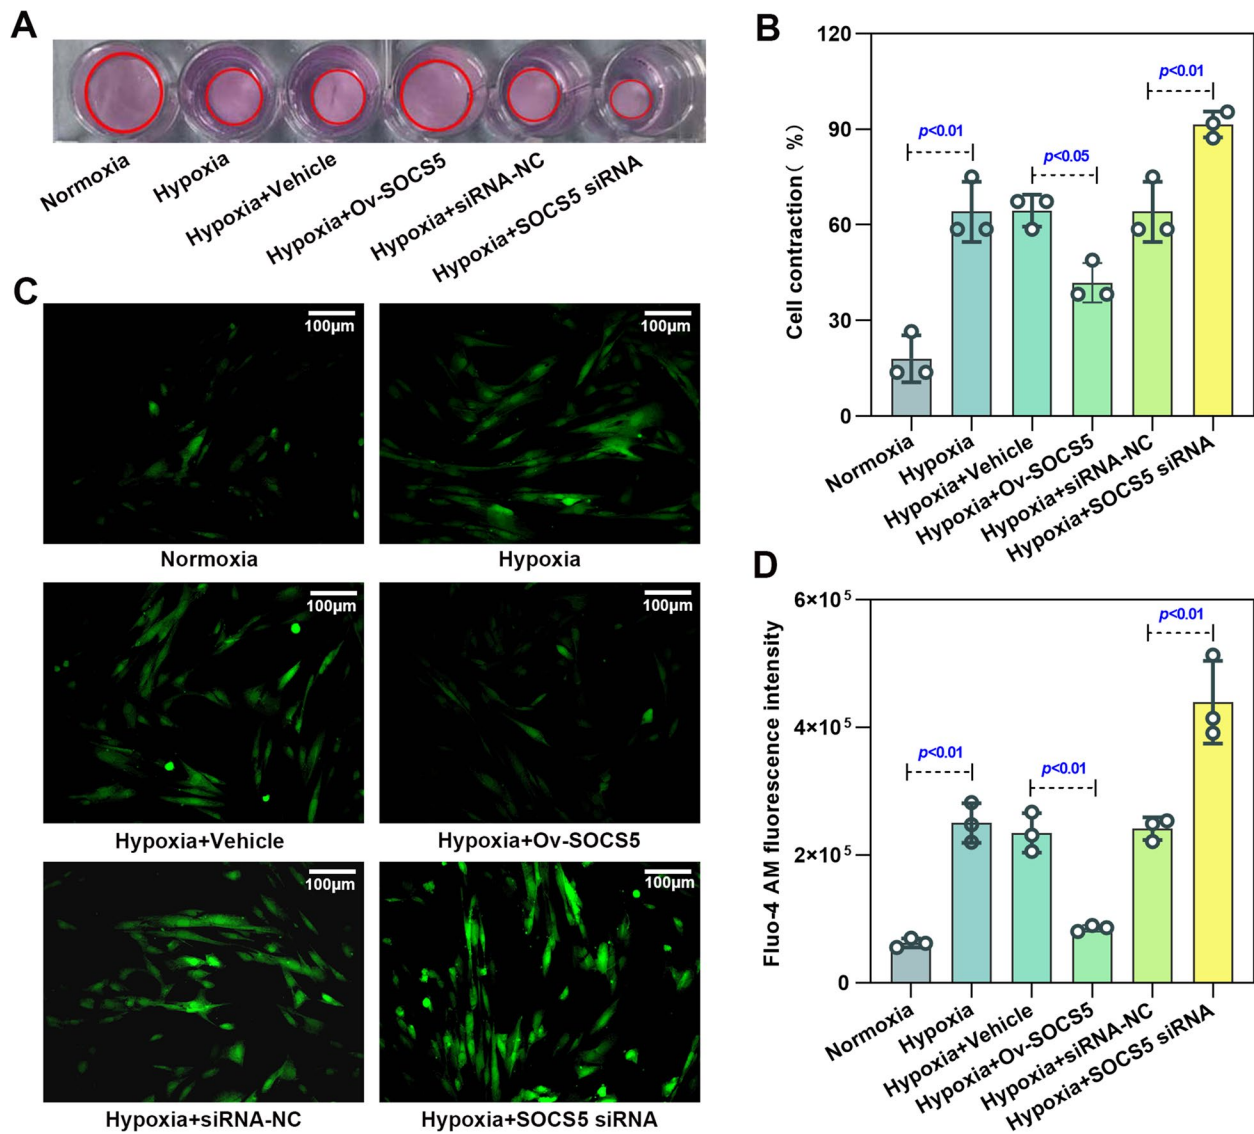 A
Normoxia
Hypoxia
Hypoxia+Vehicle
Hypoxia+Ov-SOCS5
Hypoxia+siRNA-NC
Hypoxia+SOCS5 siRNA
B
Cell contraction( %)
120
90
60
30
0
p<0.01
p<0.05
p<0.01
Normoxia
Hypoxia
Hypoxia+Vehicle
Hypoxia+Ov-SOCS5
Hypoxia+siRNA-NC
Hypoxia+SOCS5 siRNA
C
100μm
100μm
Normoxia
Hypoxia
100μm
100μm
Hypoxia+Vehicle
Hypoxia+Ov-SOCS5
100μm
100μm
Hypoxia+siRNA-NC
Hypoxia+SOCS5 siRNA
D
Fluo-4 AM fluorescence intensity
6×10⁵
4×10⁵
2×10⁵
0
p<0.01
p<0.01
p<0.01
Normoxia
Hypoxia
Hypoxia+Vehicle
Hypoxia+Ov-SOCS5
Hypoxia+siRNA-NC
Hypoxia+SOCS5 siRNA